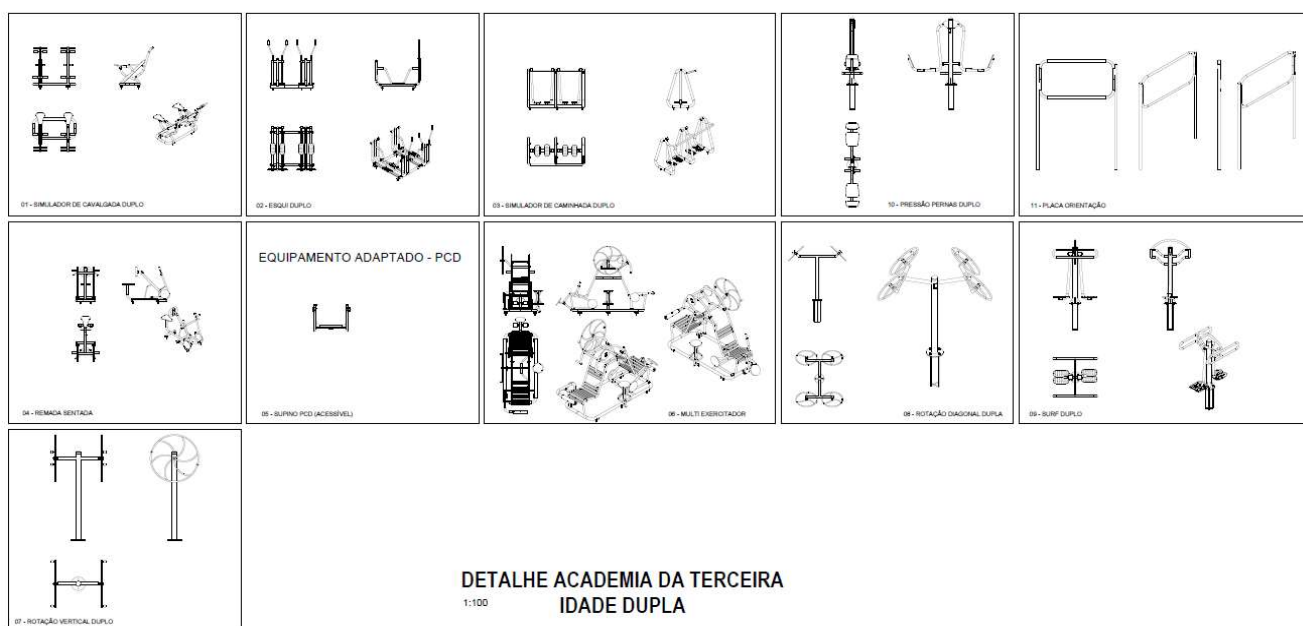 01 - SIMULADOR DE CAVALGADA DUPLO
02 - ESQUI DUPLO
03 - SIMULADOR DE CAMINHADA DUPLO
10 - PRESSÃO PERNAS DUPLO
11 - PLACA ORIENTAÇÃO
04 - REMADA SENTADA
EQUIPAMENTO ADAPTADO - PCD
05 - SUPINO PCD (ACESSÍVEL)
06 - MULTI EXERCITADOR
08 - ROTAÇÃO DIAGONAL DUPLA
09 - SURF DUPLO
07 - ROTAÇÃO VERTICAL DUPLO
DETALHE ACADEMIA DA TERCEIRA
1:100 IDADE DUPLA